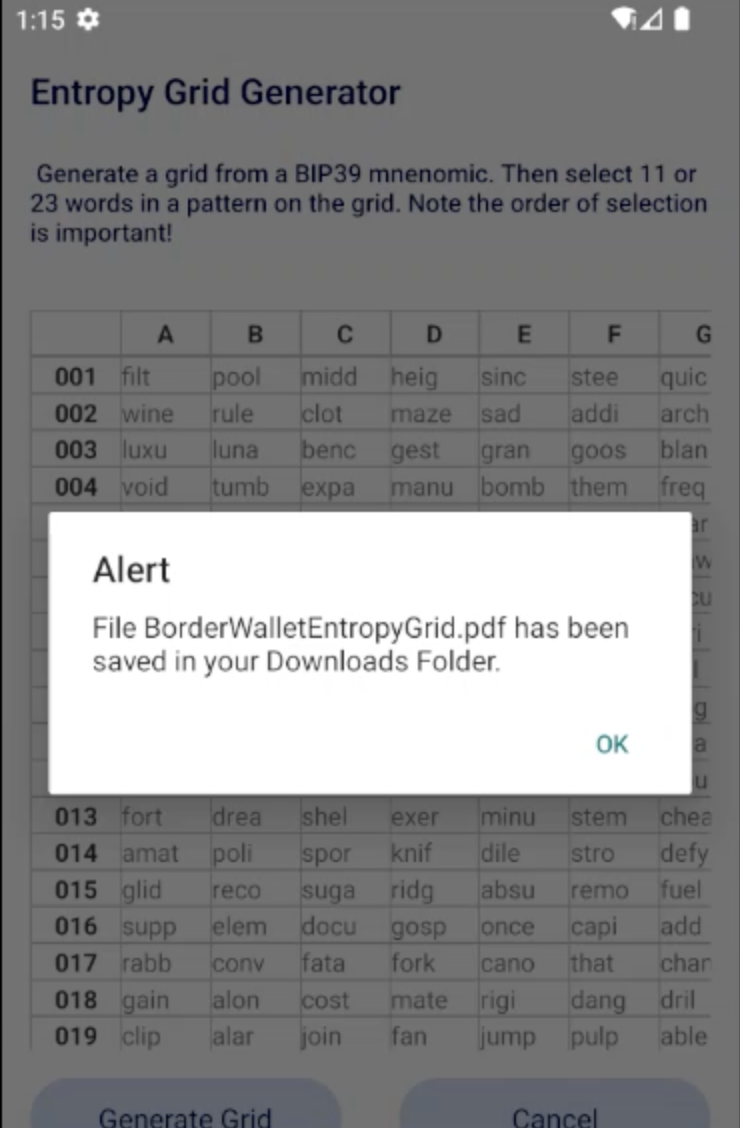 1:15
Entropy Grid Generator
Generate a grid from a BIP39 mnenomic. Then select 11 or
23 words in a pattern on the grid. Note the order of selection
is important!
A B C D E F G
001 filt pool midd heig sinc stee quic
002 wine rule clot maze sad addi arch
003 luxu luna benc gest gran goos blan
004 void tumb expa manu bomb them freq
Alert
File BorderWalletEntropyGrid.pdf has been
saved in your Downloads Folder.
OK
013 fort drea shel exer minu stem chea
014 amat poli spor knif dile stro defy
015 glid reco suga ridg absu remo fuel
016 supp elem docu gosp once capi add
017 rabb conv fata fork cano that char
018 gain alon cost mate rigi dang dril
019 clip alar join fan jump pulp able
Generate Grid Cancel